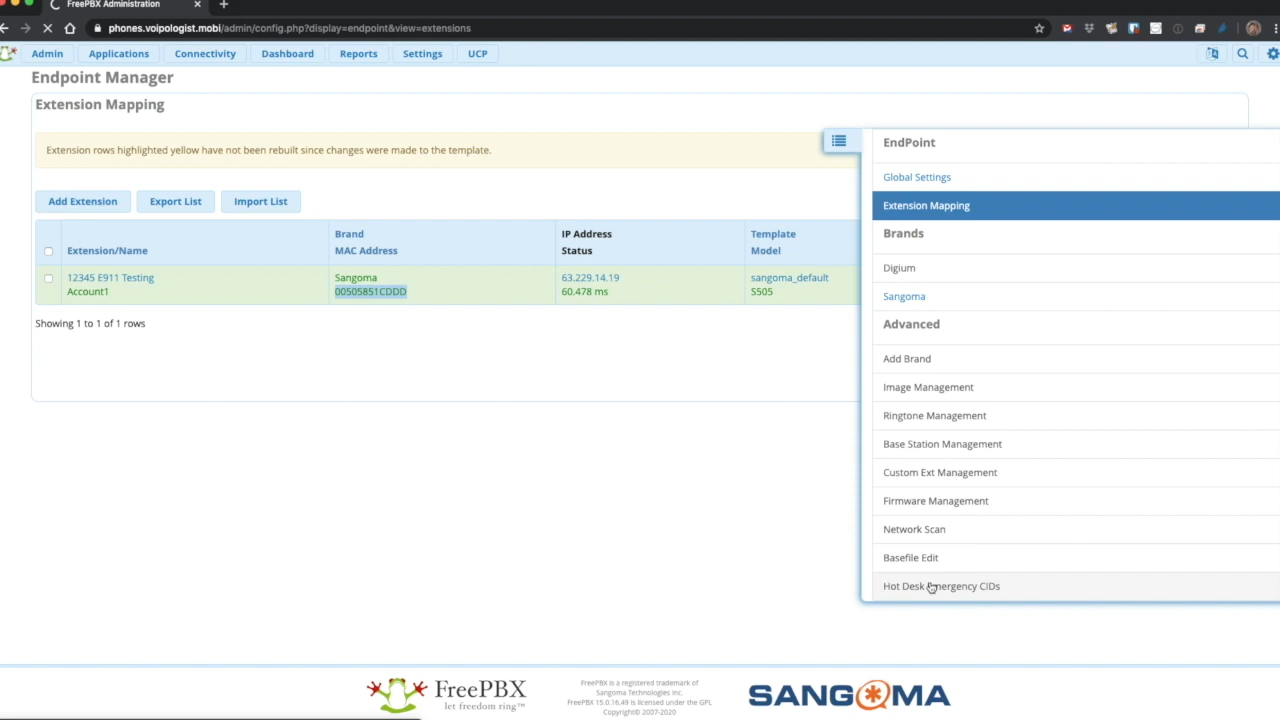 FreePBX Administration
phones.voipologist.mobi/admin/config.php?display=endpoint&view=extensions
Admin Applications Connectivity Dashboard Reports Settings UCP
Endpoint Manager
Extension Mapping
Extension rows highlighted yellow have not been rebuilt since changes were made to the template.
Add Extension Export List Import List
Extension/Name
Brand
MAC Address
IP Address
Status
Template
Model
12345 E911 Testing
Account1
Sangoma
00505851CDDD
63.229.14.19
60.478 ms
sangoma_default
S505
Showing 1 to 1 of 1 rows
EndPoint
Global Settings
Extension Mapping
Brands
Digium
Sangoma
Advanced
Add Brand
Image Management
Ringtone Management
Base Station Management
Custom Ext Management
Firmware Management
Network Scan
Basefile Edit
Hot Desk Emergency CIDs
FreePBX
let freedom ring™
FreePBX is a registered trademark of
Sangoma Technologies Inc.
FreePBX 15.0.16.49 is licensed under the GPL
Copyright© 2007-2020
SANGOMA